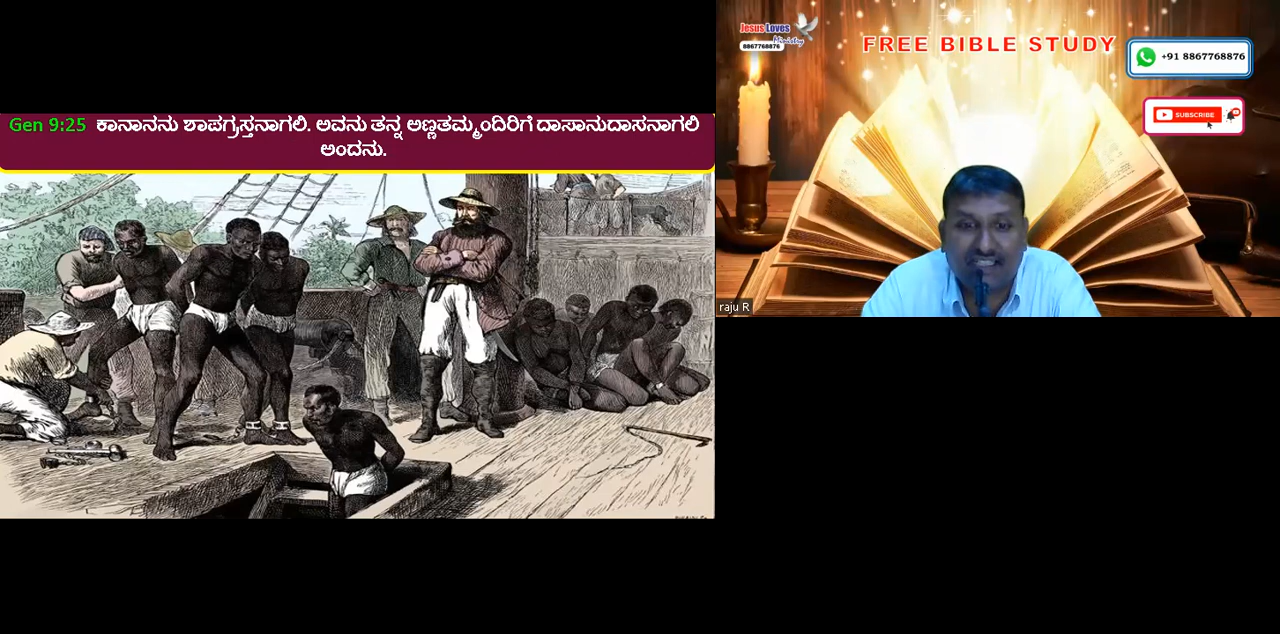 Gen 9:25 ಕಾನಾನನು ಶಾಪಗ್ರಸ್ತನಾಗಲಿ. ಅವನು ತನ್ನ ಅಣ್ಣತಮ್ಮಂದಿರಿಗೆ ದಾಸಾನುದಾಸನಾಗಲಿ
ಅಂದನು.
Jesus Loves
Ministry
8867768876
FREE BIBLE STUDY
+91 8867768876
SUBSCRIBE
raju R